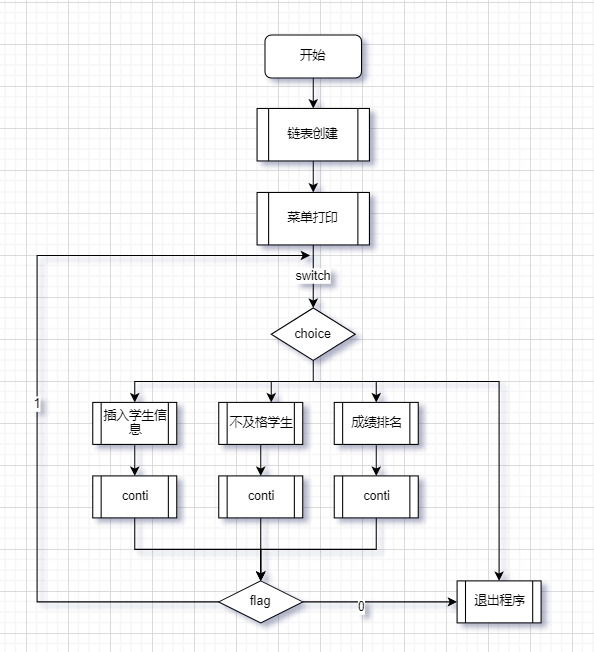 开始
链表创建
菜单打印
switch
choice
1
插入学生信
息
不及格学生
成绩排名
conti
conti
conti
flag
0
退出程序